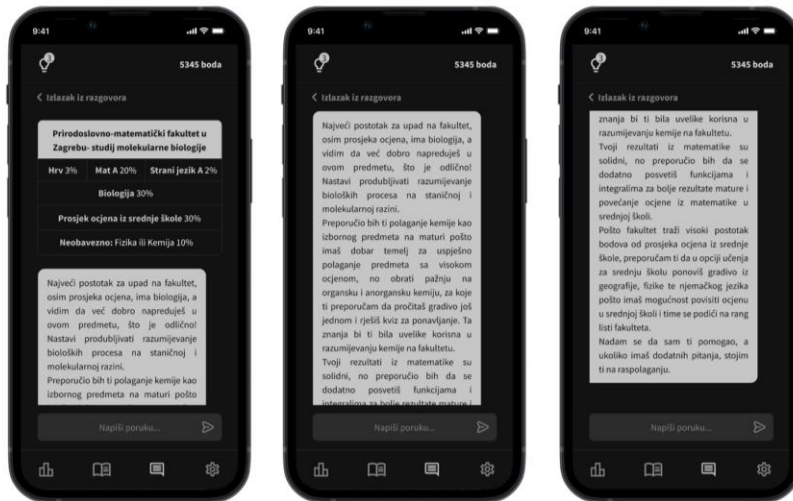 9:41
3
5345 boda
Izlazak iz razgovora
Prirodoslovno-matematički fakultet u
Zagrebu- studij molekularne biologije
Hrv 3% Mat A 20% Strani jezik A 2%
Biologija 30%
Prosjek ocjena iz srednje škole 30%
Neobavezno: Fizika ili Kemija 10%
Najveći postotak za upad na fakultet,
osim prosjeka ocjena, ima biologija, a
vidim da već dobro napreduješ u
ovom predmetu, što je odlično!
Nastavi produbljivati razumijevanje
bioloških procesa na staničnoj i
molekularnoj razini.
Preporučio bih ti polaganje kemije kao
izbornog predmeta na maturi pošto
Napiši poruku...
9:41
3
5345 boda
Izlazak iz razgovora
Najveći postotak za upad na fakultet,
osim prosjeka ocjena, ima biologija, a
vidim da već dobro napreduješ u
ovom predmetu, što je odlično!
Nastavi produbljivati razumijevanje
bioloških procesa na staničnoj i
molekularnoj razini.
Preporučio bih ti polaganje kemije kao
izbornog predmeta na maturi pošto
imaš dobar temelj za uspješno
polaganje predmeta sa visokom
ocjenom, no obrati pažnju na
organsku i anorgansku kemiju, za koje
ti preporučam da pročitaš gradivo još
jednom i rješiš kviz za ponavljanje. Ta
znanja bi ti bila uvelike korisna u
razumijevanju kemije na fakultetu.
Tvoji rezultati iz matematike su
solidni, no preporučio bih da se
dodatno posvetiš funkcijama i
integralima za bolje rezultate mature i
Napiši poruku...
9:41
3
5345 boda
Izlazak iz razgovora
znanja bi ti bila uvelike korisna u
razumijevanju kemije na fakultetu.
Tvoji rezultati iz matematike su
solidni, no preporučio bih da se
dodatno posvetiš funkcijama i
integralima za bolje rezultate mature i
povećanje ocjene iz matematike u
srednjoj školi.
Pošto fakultet traži visoki postotak
bodova od prosjeka ocjena iz srednje
škole, preporučam ti da u opciji učenja
za srednju školu ponoviš gradivo iz
geografije, fizike te njemačkog jezika
pošto imaš mogućnost povisiti ocjenu
u srednjoj školi i time se podići na rang
listi fakulteta.
Nadam se da sam ti pomogao, a
ukoliko imaš dodatnih pitanja, stojim
ti na raspolaganju.
Napiši poruku...